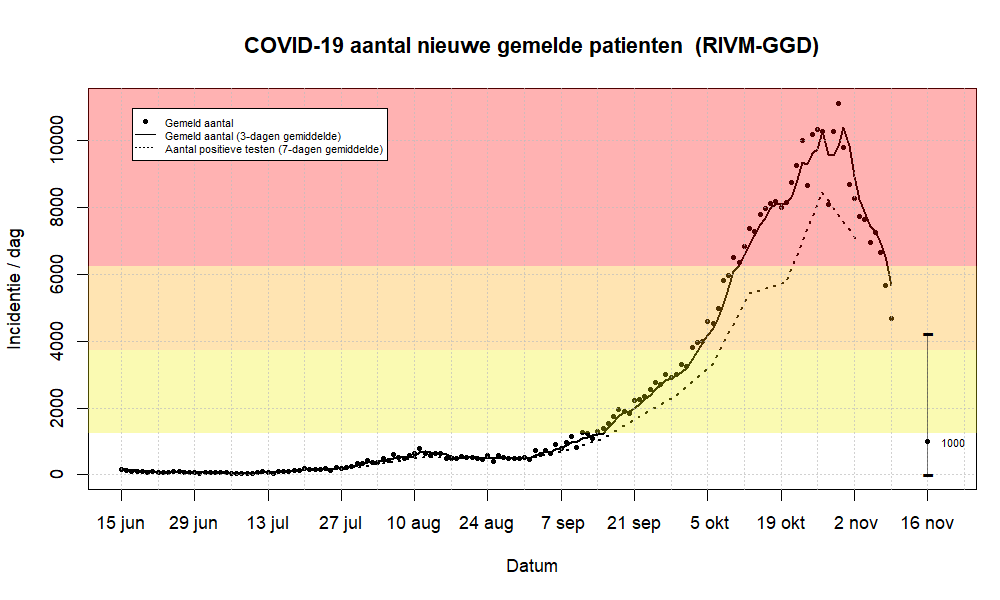 COVID-19 aantal nieuwe gemelde patienten (RIVM-GGD)
Gemeld aantal
Gemeld aantal (3-dagen gemiddelde)
Aantal positieve testen (7-dagen gemiddelde)
Incidentie / dag
10000
8000
6000
4000
2000
0
1000
15 jun 29 jun 13 jul 27 jul 10 aug 24 aug 7 sep 21 sep 5 okt 19 okt 2 nov 16 nov
Datum